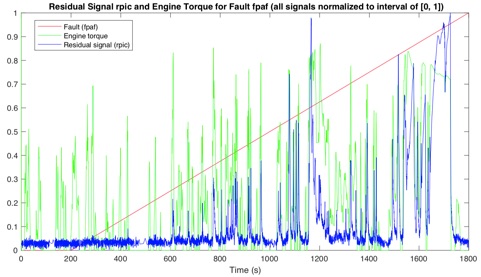 Residual Signal rpic and Engine Torque for Fault fpaf (all signals normalized to interval of [0, 1])
1
0.9
0.8
0.7
0.6
0.5
0.4
0.3
0.2
0.1
0
Fault (fpaf)
Engine torque
Residual signal (rpic)
0 200 400 600 800 1000 1200 1400 1600 1800
Time (s)